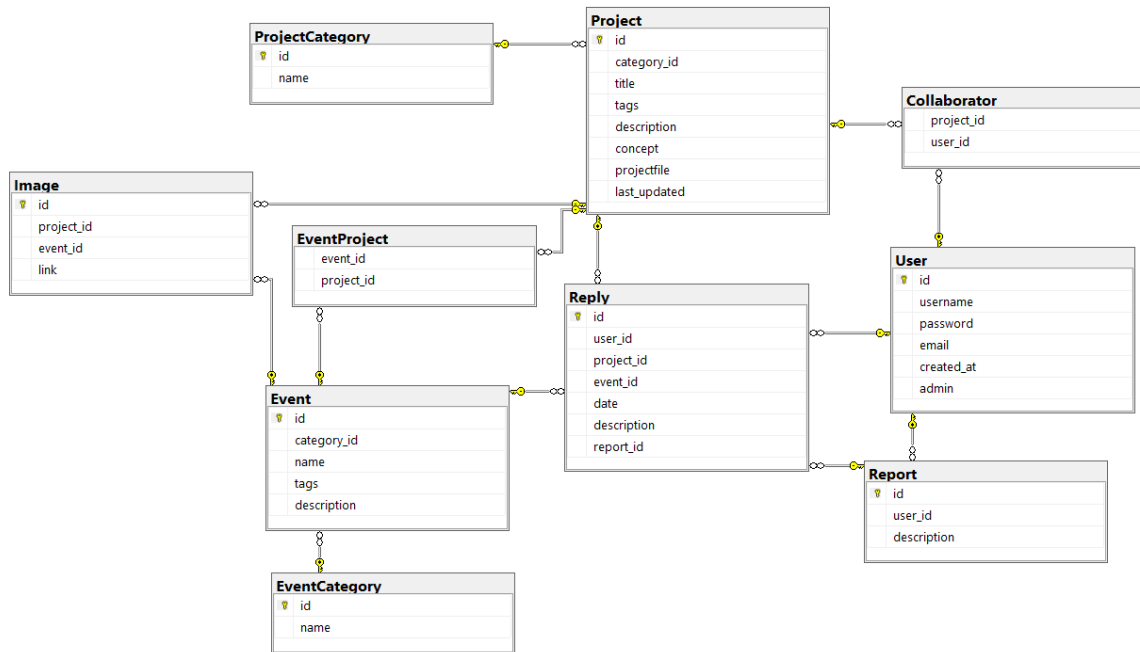 ProjectCategory
id
name
Project
id
category_id
title
tags
description
concept
projectfile
last_updated
Collaborator
project_id
user_id
Image
id
project_id
event_id
link
EventProject
event_id
project_id
User
id
username
password
email
created_at
admin
Reply
id
user_id
project_id
event_id
date
description
report_id
Event
id
category_id
name
tags
description
Report
id
user_id
description
EventCategory
id
name